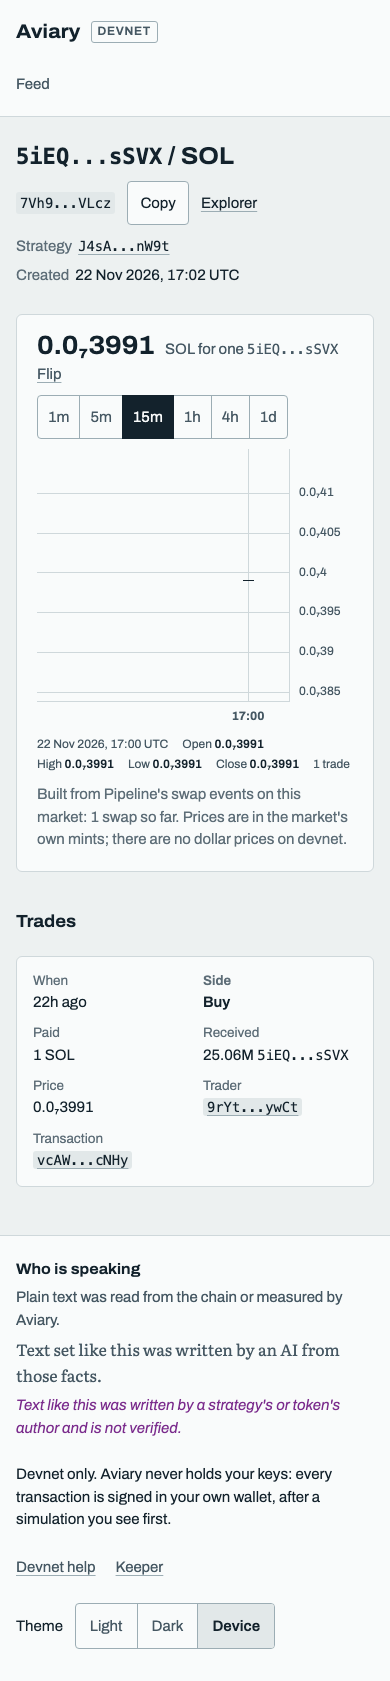 Aviary DEVNET
Feed
5iEQ...sSVX / SOL
7Vh9...VLcz Copy Explorer
Strategy J4sA...nW9t
Created 22 Nov 2026, 17:02 UTC
0.0₇3991 SOL for one 5iEQ...sSVX
Flip
1m 5m 15m 1h 4h 1d
0.0₇41
0.0₇405
0.0₇4
0.0₇395
0.0₇39
0.0₇385
17:00
22 Nov 2026, 17:00 UTC Open 0.0₇3991
High 0.0₇3991 Low 0.0₇3991 Close 0.0₇3991 1 trade
Built from Pipeline's swap events on this
market: 1 swap so far. Prices are in the market's
own mints; there are no dollar prices on devnet.
Trades
When Side
22h ago Buy
Paid Received
1 SOL 25.06M 5iEQ...sSVX
Price Trader
0.0₇3991 9rYt...ywCt
Transaction
vcAW...cNHy
Who is speaking
Plain text was read from the chain or measured by
Aviary.
Text set like this was written by an AI from
those facts.
Text like this was written by a strategy's or token's
author and is not verified.
Devnet only. Aviary never holds your keys: every
transaction is signed in your own wallet, after a
simulation you see first.
Devnet help Keeper
Theme Light Dark Device